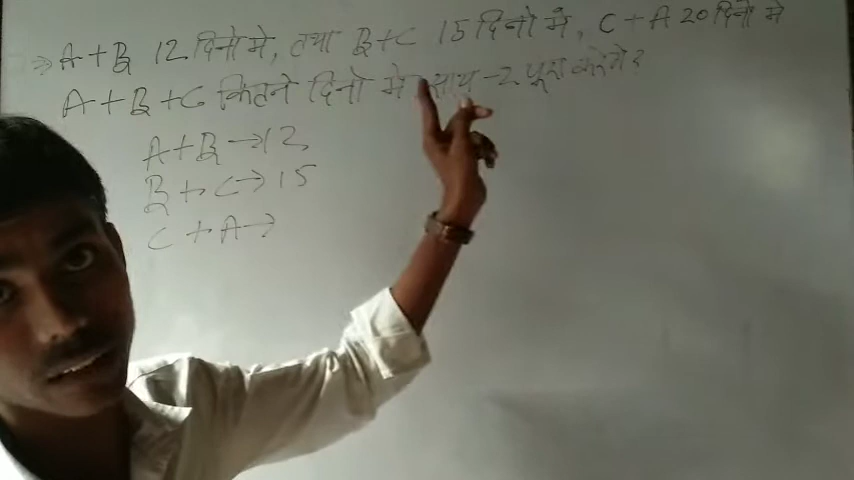 ⇒ A + B 12 दिनो मे, तथा B + C 15 दिनो मे, C + A 20 दिनो मे
A + B + C कितने दिनो मे साथ-2 पूरा करेगे?
A + B → 12
B + C → 15
C + A →